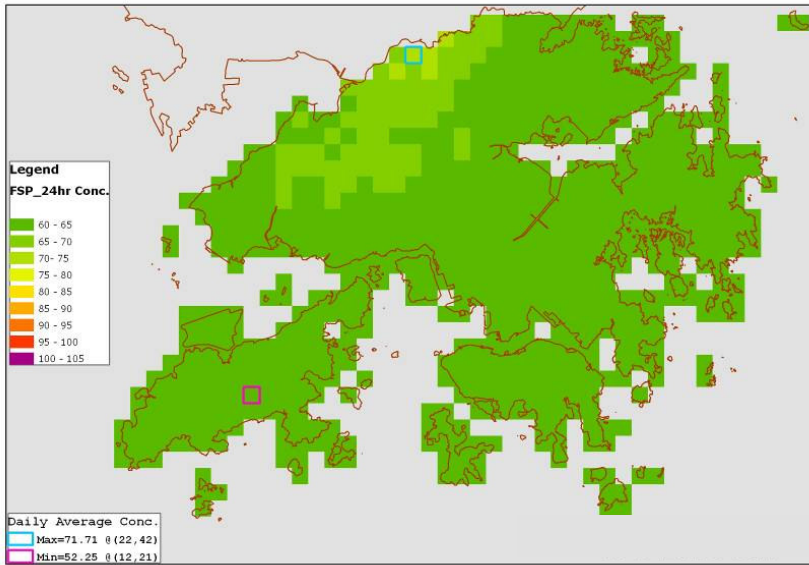 Legend
FSP_24hr Conc.
60 - 65
65 - 70
70 - 75
75 - 80
80 - 85
85 - 90
90 - 95
95 - 100
100 - 105
Daily Average Conc.
Max=71.71 @(22,42)
Min=52.25 @(12,21)